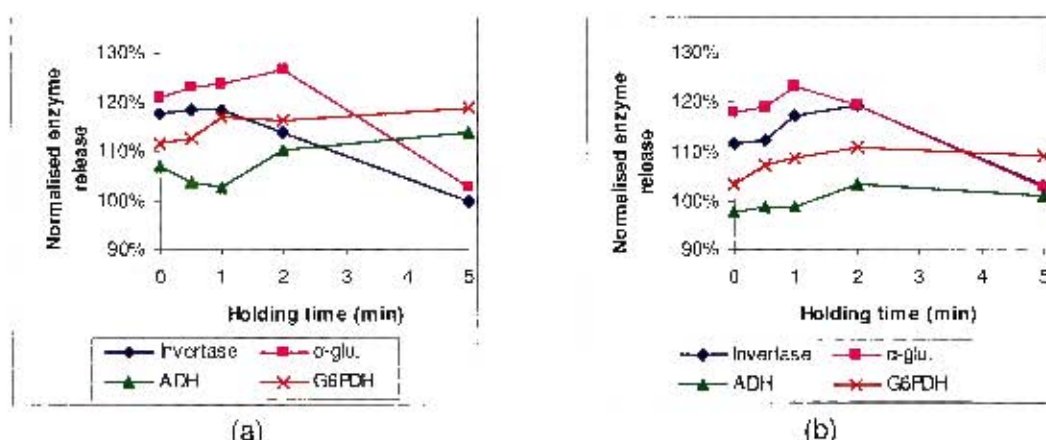 Normalised enzyme
release
130%
120%
110%
100%
90%
0 1 2 3 4 5
Holding time (min)
Invertase α-glu.
ADH G6PDH
(a)
Normalised enzyme
release
130%
120%
110%
100%
90%
0 1 2 3 4 5
Holding time (min)
Invertase α-glu.
ADH G6PDH
(b)